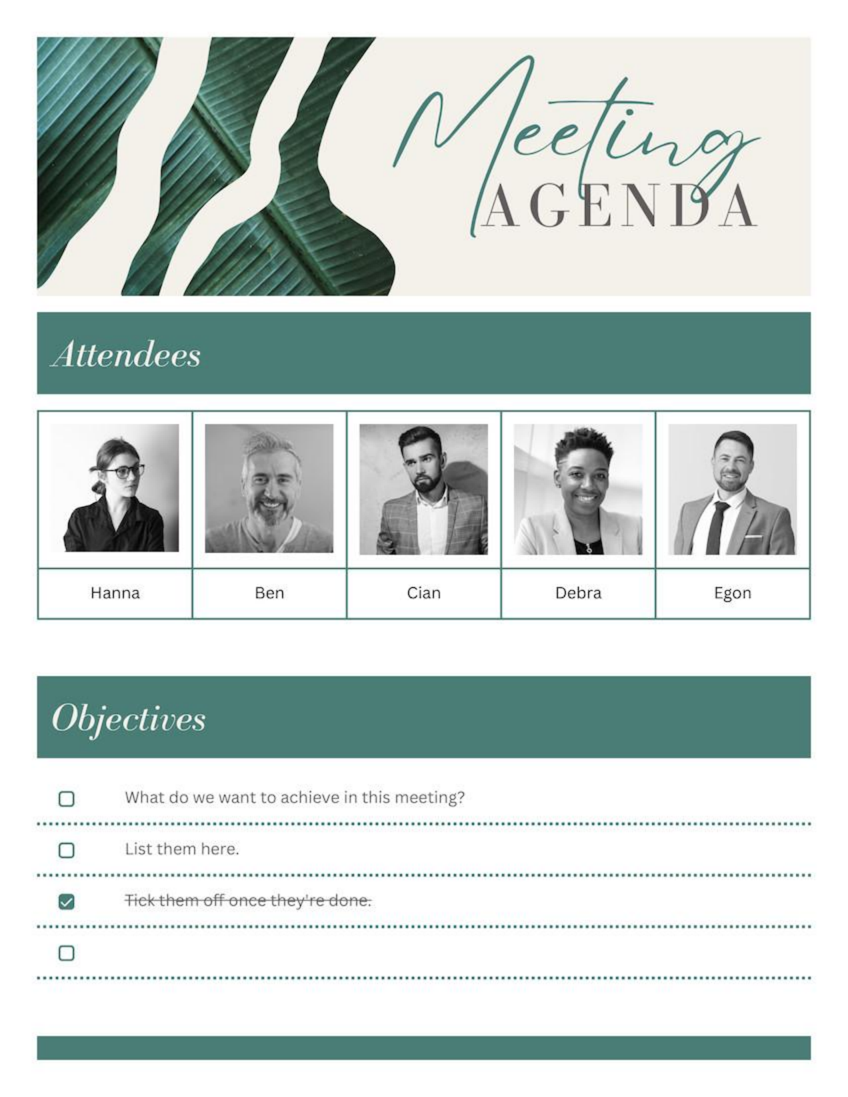 Meeting
AGENDA
Attendees
Hanna Ben Cian Debra Egon
Objectives
What do we want to achieve in this meeting?
List them here.
Tick them off once they're done.